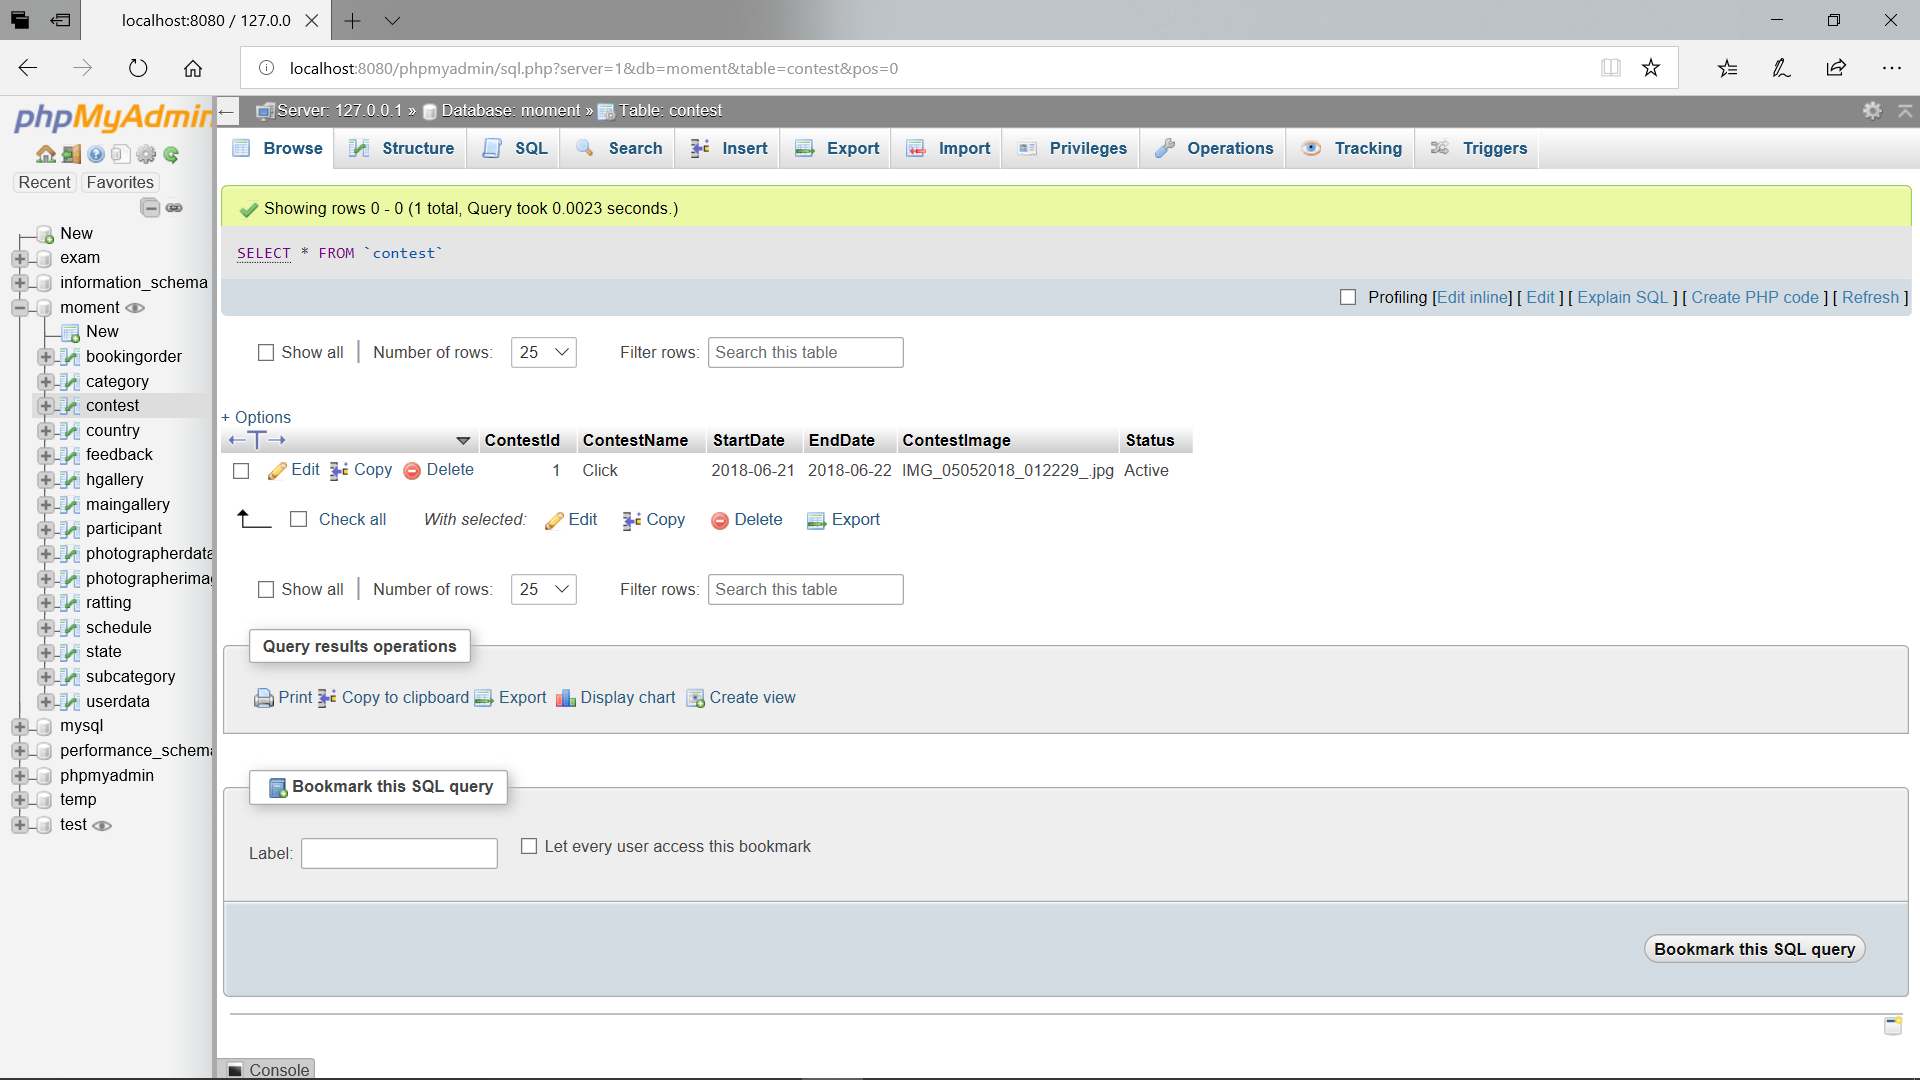 localhost:8080 / 127.0.0
localhost:8080/phpmyadmin/sql.php?server=1&db=moment&table=contest&pos=0
phpMyAdmin
Recent Favorites
New
exam
information_schema
moment
New
bookingorder
category
contest
country
feedback
hgallery
maingallery
participant
photographerdata
photographerimag
ratting
schedule
state
subcategory
userdata
mysql
performance_schema
phpmyadmin
temp
test
Server: 127.0.0.1 » Database: moment » Table: contest
Browse Structure SQL Search Insert Export Import Privileges Operations Tracking Triggers
Showing rows 0 - 0 (1 total, Query took 0.0023 seconds.)
SELECT * FROM `contest`
Profiling [Edit inline] [ Edit ] [ Explain SQL ] [ Create PHP code ] [ Refresh ]
Show all | Number of rows: 25 Filter rows: Search this table
+ Options
←T→ ContestId ContestName StartDate EndDate ContestImage Status
Edit Copy Delete 1 Click 2018-06-21 2018-06-22 IMG_05052018_012229_.jpg Active
Check all With selected: Edit Copy Delete Export
Show all | Number of rows: 25 Filter rows: Search this table
Query results operations
Print Copy to clipboard Export Display chart Create view
Bookmark this SQL query
Label: Let every user access this bookmark
Bookmark this SQL query
Console